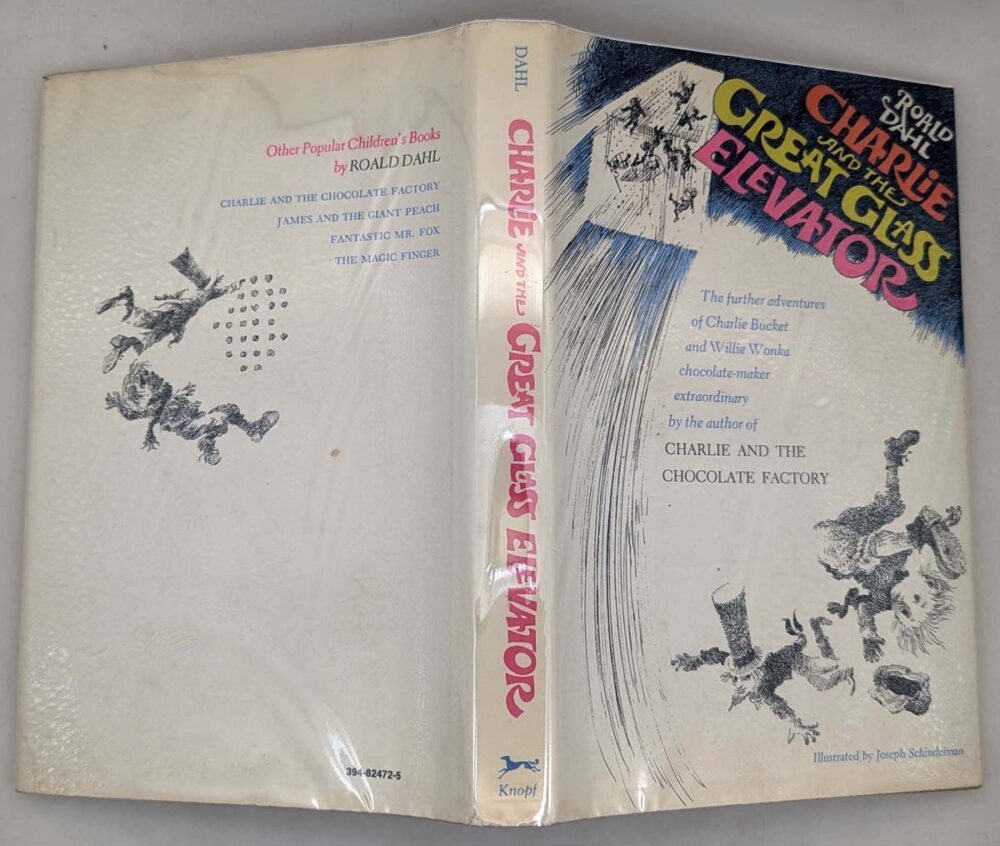 Other Popular Children's Books
by ROALD DAHL
CHARLIE AND THE CHOCOLATE FACTORY
JAMES AND THE GIANT PEACH
FANTASTIC MR. FOX
THE MAGIC FINGER
394-82472-5
DAHL
CHARLIE AND THE GREAT GLASS ELEVATOR
Knopf
ROALD
DAHL
CHARLIE
AND THE
GREAT GLASS
ELEVATOR
The further adventures
of Charlie Bucket
and Willie Wonka
chocolate-maker
extraordinary
by the author of
CHARLIE AND THE
CHOCOLATE FACTORY
Illustrated by Joseph Schindelman